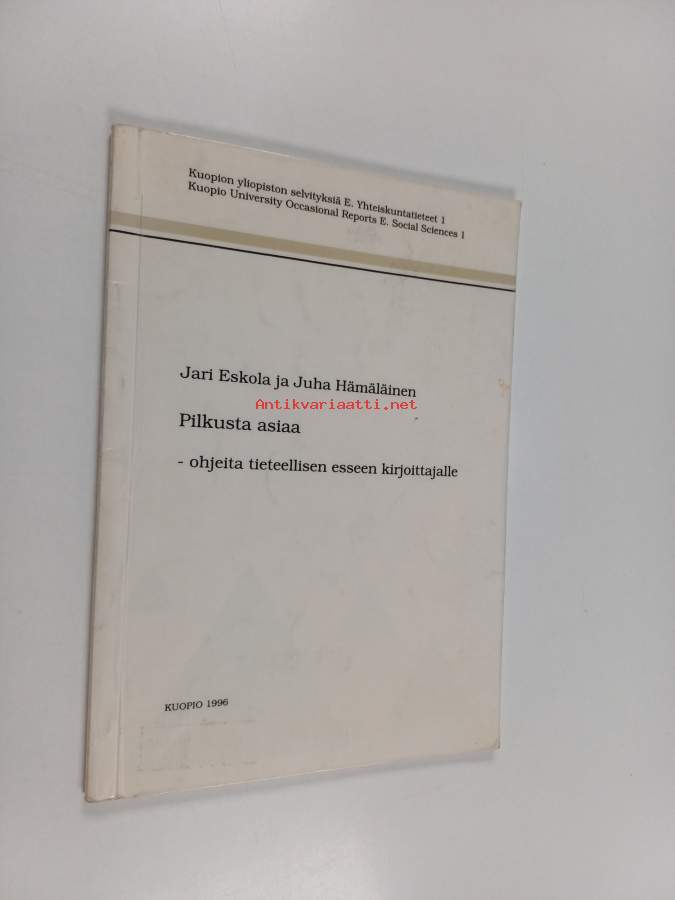 Kuopion yliopiston selvityksiä E. Yhteiskuntatieteet 1
Kuopio University Occasional Reports E. Social Sciences 1
Jari Eskola ja Juha Hämäläinen
Antikvariaatti.net
Pilkusta asiaa
- ohjeita tieteellisen esseen kirjoittajalle
KUOPIO 1996